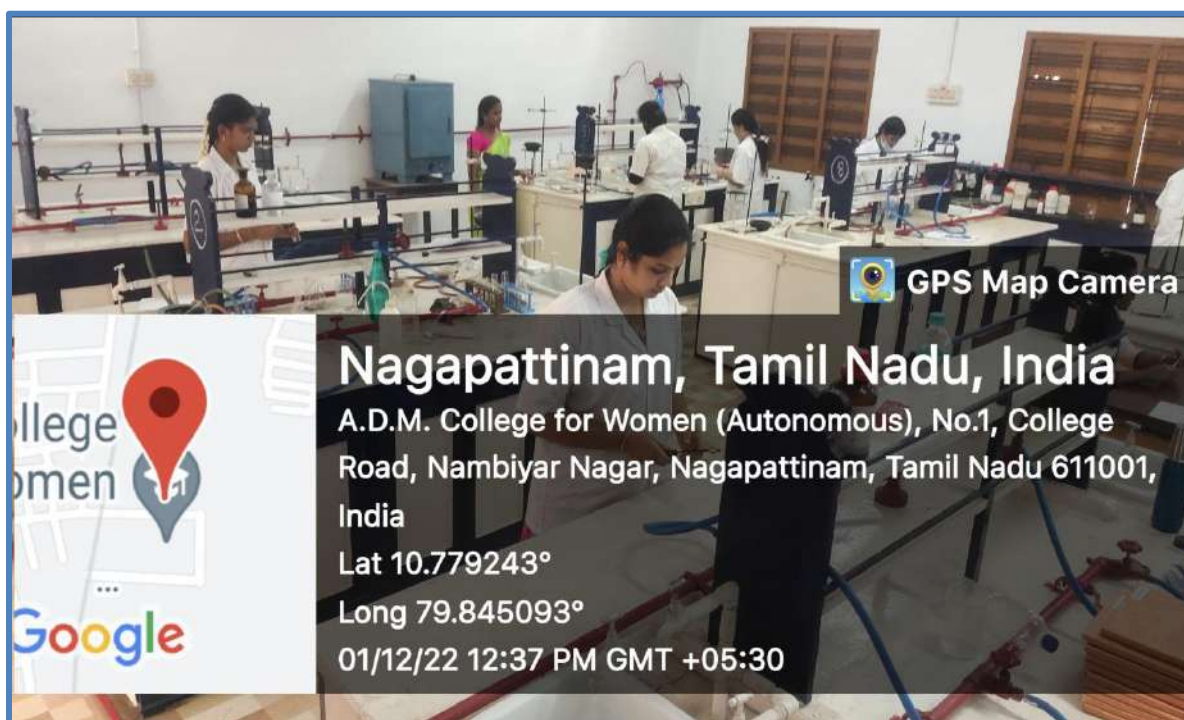 GPS Map Camera
llege
omen
Google
Nagapattinam, Tamil Nadu, India
A.D.M. College for Women (Autonomous), No.1, College
Road, Nambiyar Nagar, Nagapattinam, Tamil Nadu 611001,
India
Lat 10.779243°
Long 79.845093°
01/12/22 12:37 PM GMT +05:30